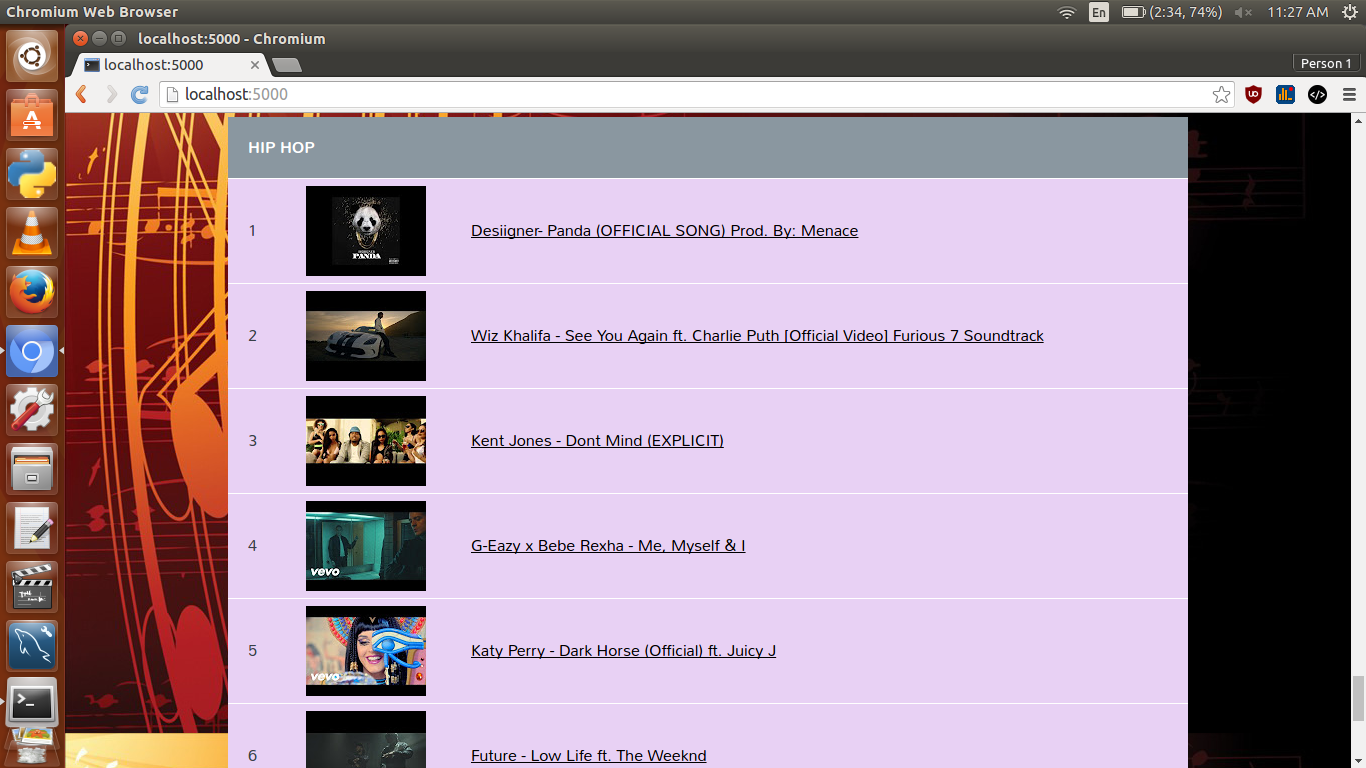 Chromium Web Browser
En
(2:34, 74%)
11:27 AM
localhost:5000 - Chromium
localhost:5000
Person 1
localhost:5000
HIP HOP
1
PANDA
Desiigner- Panda (OFFICIAL SONG) Prod. By: Menace
2
Wiz Khalifa - See You Again ft. Charlie Puth [Official Video] Furious 7 Soundtrack
3
Kent Jones - Dont Mind (EXPLICIT)
4
vevo
G-Eazy x Bebe Rexha - Me, Myself & I
5
vevo
Katy Perry - Dark Horse (Official) ft. Juicy J
6
Future - Low Life ft. The Weeknd